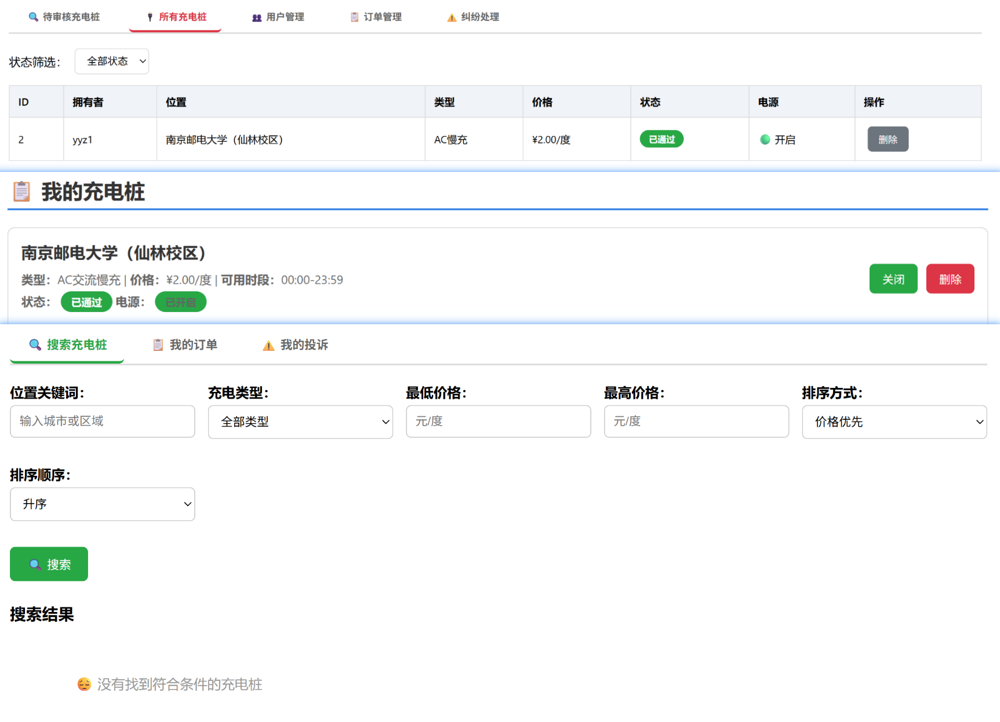 待审核充电桩 所有充电桩 用户管理 订单管理 纠纷处理
状态筛选： 全部状态
ID 拥有者 位置 类型 价格 状态 电源 操作
2 yyz1 南京邮电大学（仙林校区） AC慢充 ¥2.00/度 已通过 开启 删除
我的充电桩
南京邮电大学（仙林校区）
类型：AC交流慢充 | 价格：¥2.00/度 | 可用时段：00:00-23:59
状态： 已通过 电源： 已开启
关闭 删除
搜索充电桩 我的订单 我的投诉
位置关键词： 充电类型： 最低价格： 最高价格： 排序方式：
输入城市或区域 全部类型 元/度 元/度 价格优先
排序顺序：
升序
搜索
搜索结果
没有找到符合条件的充电桩